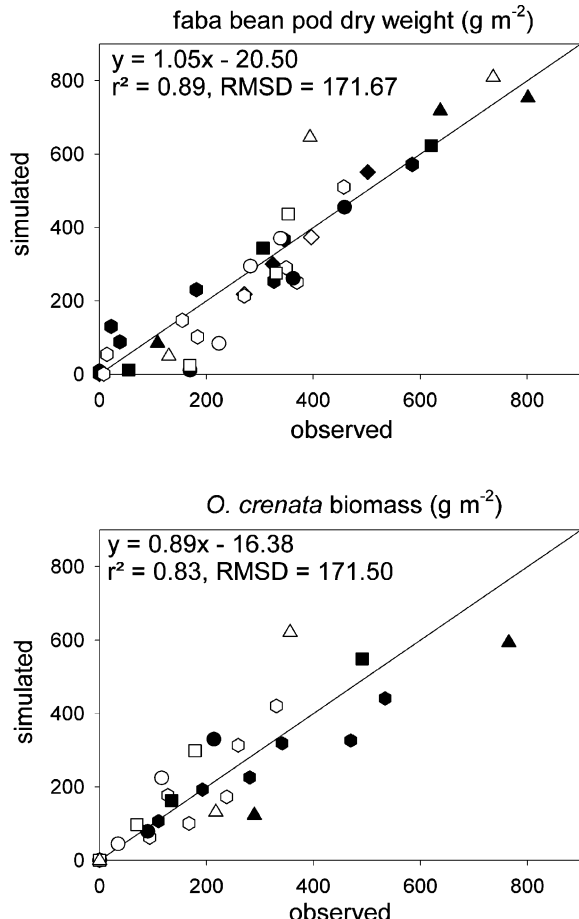 faba bean pod dry weight (g m⁻²)
y = 1.05x - 20.50
r² = 0.89, RMSD = 171.67
800
600
400
200
0
simulated
0 200 400 600 800
observed
O. crenata biomass (g m⁻²)
y = 0.89x - 16.38
r² = 0.83, RMSD = 171.50
800
600
400
200
0
simulated
0 200 400 600 800
observed